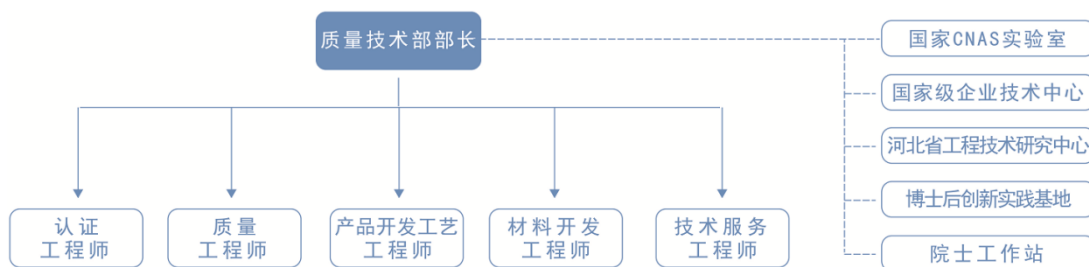 质量技术部部长
国家CNAS实验室
国家级企业技术中心
河北省工程技术研究中心
博士后创新实践基地
院士工作站
认证
工程师
质量
工程师
产品开发工艺
工程师
材料开发
工程师
技术服务
工程师